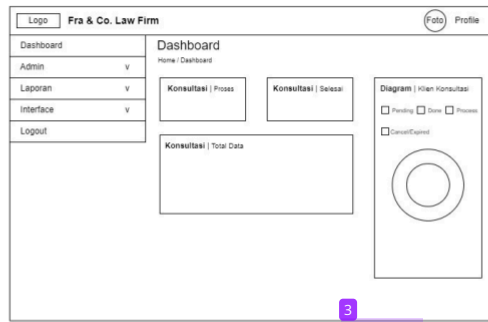 Logo Fra & Co. Law Firm Foto Profile
Dashboard
Admin v
Laporan v
Interface v
Logout
Dashboard
Home / Dashboard
Konsultasi | Proses
Konsultasi | Selesai
Konsultasi | Total Data
Diagram | Klien Konsultasi
Pending Done Process
Cancel/Expired
3